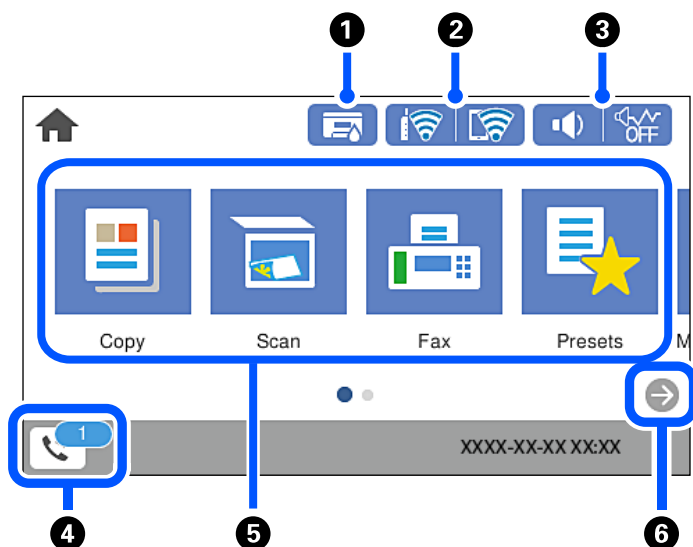 1 2 3
OFF
Copy Scan Fax Presets M
1
XXXX-XX-XX XX:XX
4 5 6